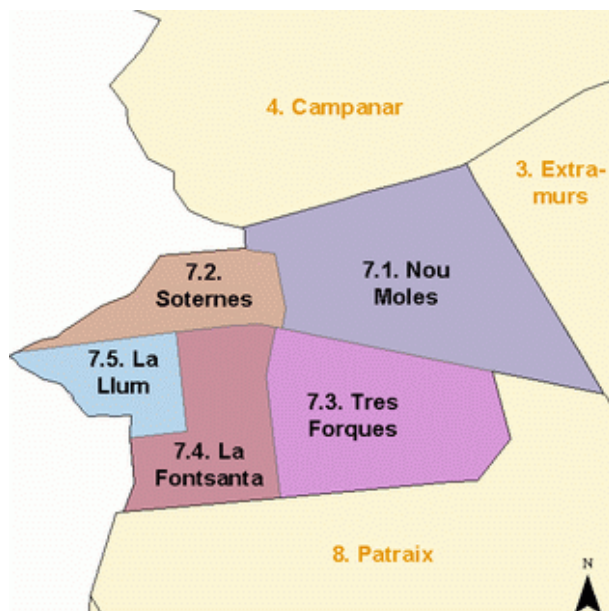 4. Campanar
3. Extra-
murs
7.2.
Soternes
7.1. Nou
Moles
7.5. La
Llum
7.3. Tres
Forques
7.4. La
Fontsanta
8. Patraix
N